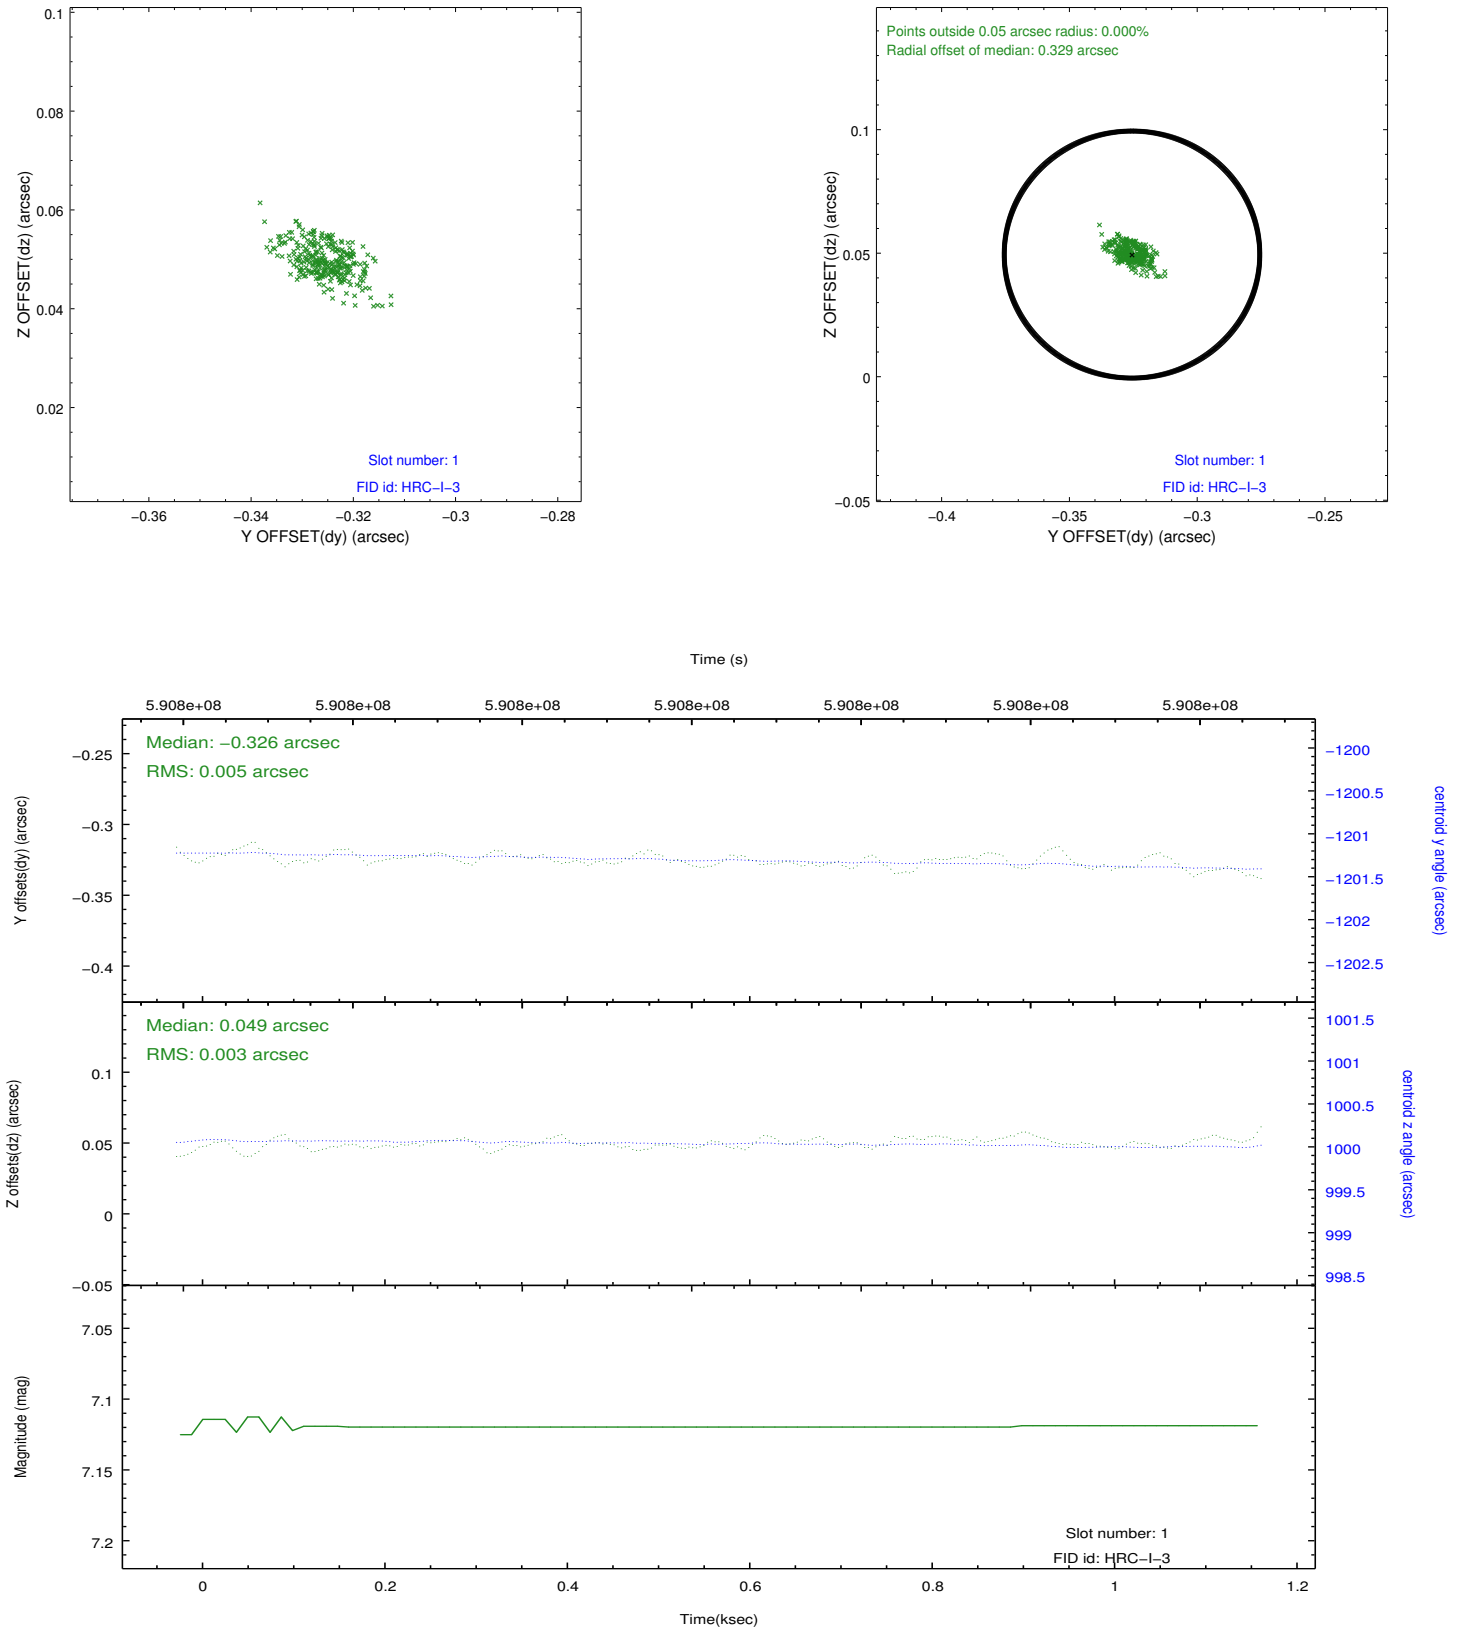 0.1
0.08
0.06
0.04
0.02
Z OFFSET(dz) (arcsec)
Slot number: 1
FID id: HRC−I−3
−0.36
−0.34
−0.32
−0.3
−0.28
Y OFFSET(dy) (arcsec)
Points outside 0.05 arcsec radius: 0.000%
Radial offset of median: 0.329 arcsec
0.1
0.05
0
−0.05
Z OFFSET(dz) (arcsec)
Slot number: 1
FID id: HRC−I−3
−0.4
−0.35
−0.3
−0.25
Y OFFSET(dy) (arcsec)
Time (s)
5.908e+08
5.908e+08
5.908e+08
5.908e+08
5.908e+08
5.908e+08
5.908e+08
Median: −0.326 arcsec
RMS: 0.005 arcsec
−0.25
−0.3
−0.35
−0.4
Y offsets(dy) (arcsec)
−1200
−1200.5
−1201
−1201.5
−1202
−1202.5
centroid y angle (arcsec)
Median: 0.049 arcsec
RMS: 0.003 arcsec
0.1
0.05
0
−0.05
Z offsets(dz) (arcsec)
1001.5
1001
1000.5
1000
999.5
999
998.5
centroid z angle (arcsec)
7.05
7.1
7.15
7.2
Magnitude (mag)
Slot number: 1
FID id: HRC−I−3
0
0.2
0.4
0.6
0.8
1
1.2
Time(ksec)